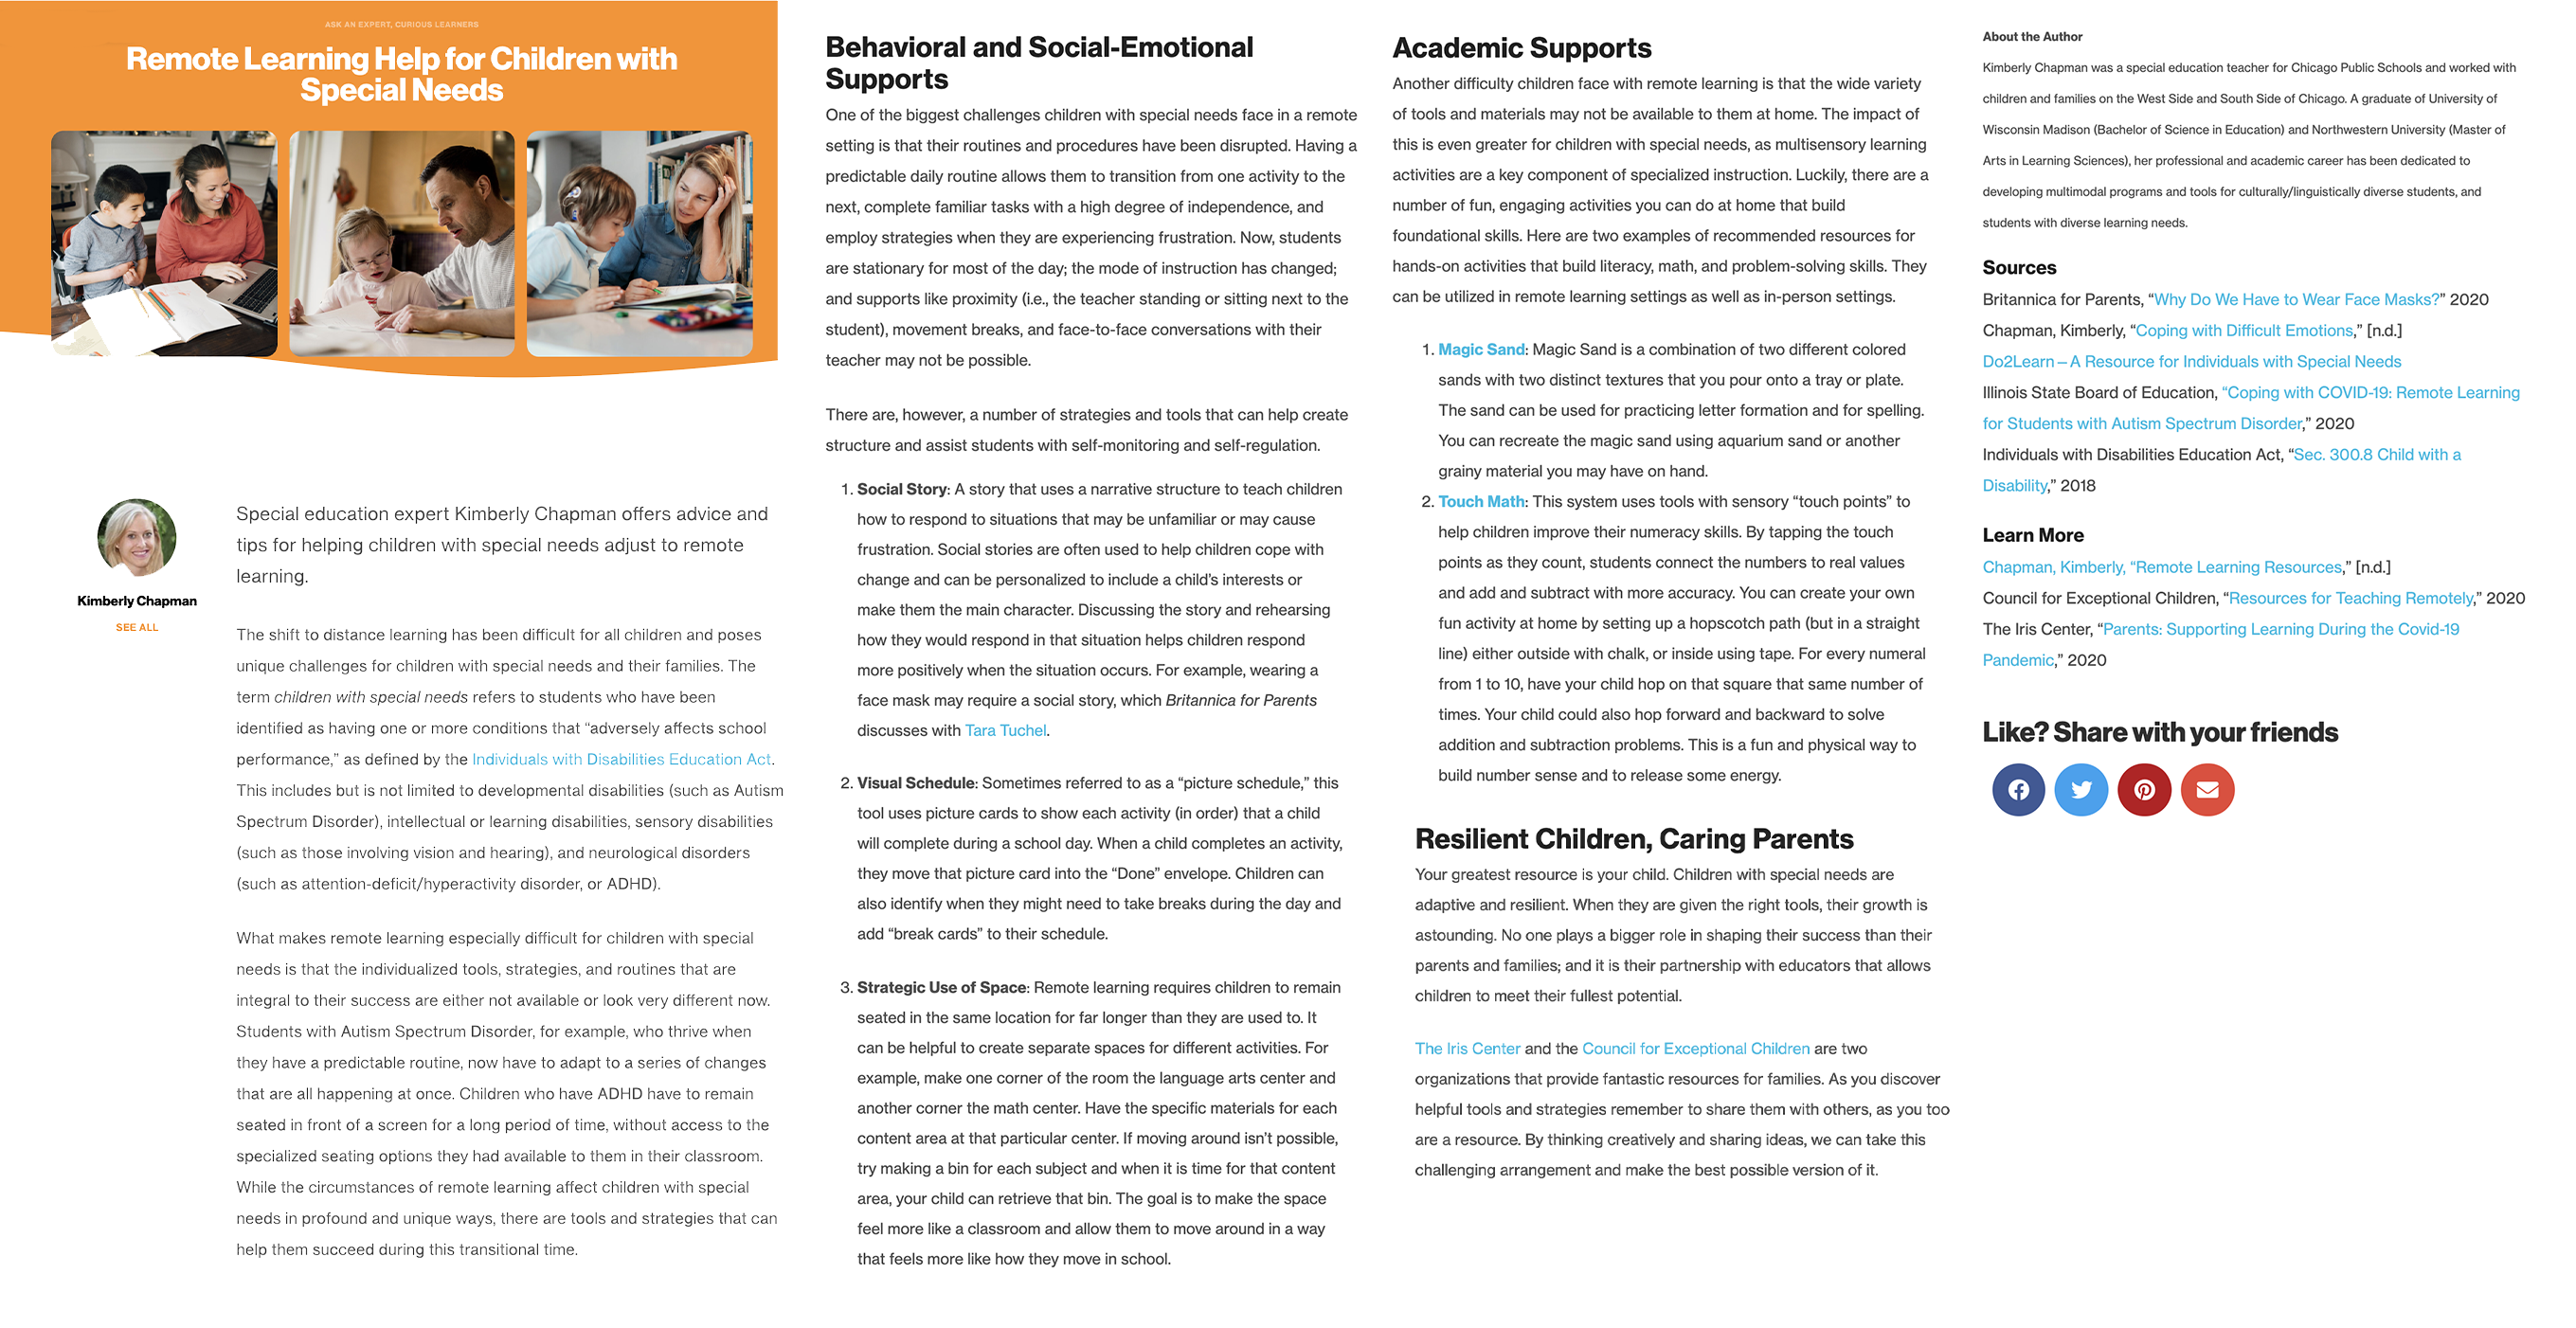 ASK AN EXPERT, CURIOUS LEARNERS
Remote Learning Help for Children with
Special Needs
Kimberly Chapman
SEE ALL
Special education expert Kimberly Chapman offers advice and
tips for helping children with special needs adjust to remote
learning.
The shift to distance learning has been difficult for all children and poses
unique challenges for children with special needs and their families. The
term children with special needs refers to students who have been
identified as having one or more conditions that “adversely affects school
performance,” as defined by the Individuals with Disabilities Education Act.
This includes but is not limited to developmental disabilities (such as Autism
Spectrum Disorder), intellectual or learning disabilities, sensory disabilities
(such as those involving vision and hearing), and neurological disorders
(such as attention-deficit/hyperactivity disorder, or ADHD).
What makes remote learning especially difficult for children with special
needs is that the individualized tools, strategies, and routines that are
integral to their success are either not available or look very different now.
Students with Autism Spectrum Disorder, for example, who thrive when
they have a predictable routine, now have to adapt to a series of changes
that are all happening at once. Children who have ADHD have to remain
seated in front of a screen for a long period of time, without access to the
specialized seating options they had available to them in their classroom.
While the circumstances of remote learning affect children with special
needs in profound and unique ways, there are tools and strategies that can
help them succeed during this transitional time.
Behavioral and Social-Emotional
Supports
One of the biggest challenges children with special needs face in a remote
setting is that their routines and procedures have been disrupted. Having a
predictable daily routine allows them to transition from one activity to the
next, complete familiar tasks with a high degree of independence, and
employ strategies when they are experiencing frustration. Now, students
are stationary for most of the day; the mode of instruction has changed;
and supports like proximity (i.e., the teacher standing or sitting next to the
student), movement breaks, and face-to-face conversations with their
teacher may not be possible.
There are, however, a number of strategies and tools that can help create
structure and assist students with self-monitoring and self-regulation.
1. Social Story: A story that uses a narrative structure to teach children
how to respond to situations that may be unfamiliar or may cause
frustration. Social stories are often used to help children cope with
change and can be personalized to include a child’s interests or
make them the main character. Discussing the story and rehearsing
how they would respond in that situation helps children respond
more positively when the situation occurs. For example, wearing a
face mask may require a social story, which Britannica for Parents
discusses with Tara Tuchel.
2. Visual Schedule: Sometimes referred to as a “picture schedule,” this
tool uses picture cards to show each activity (in order) that a child
will complete during a school day. When a child completes an activity,
they move that picture card into the “Done” envelope. Children can
also identify when they might need to take breaks during the day and
add “break cards” to their schedule.
3. Strategic Use of Space: Remote learning requires children to remain
seated in the same location for far longer than they are used to. It
can be helpful to create separate spaces for different activities. For
example, make one corner of the room the language arts center and
another corner the math center. Have the specific materials for each
content area at that particular center. If moving around isn’t possible,
try making a bin for each subject and when it is time for that content
area, your child can retrieve that bin. The goal is to make the space
feel more like a classroom and allow them to move around in a way
that feels more like how they move in school.
Academic Supports
Another difficulty children face with remote learning is that the wide variety
of tools and materials may not be available to them at home. The impact of
this is even greater for children with special needs, as multisensory learning
activities are a key component of specialized instruction. Luckily, there are a
number of fun, engaging activities you can do at home that build
foundational skills. Here are two examples of recommended resources for
hands-on activities that build literacy, math, and problem-solving skills. They
can be utilized in remote learning settings as well as in-person settings.
1. Magic Sand: Magic Sand is a combination of two different colored
sands with two distinct textures that you pour onto a tray or plate.
The sand can be used for practicing letter formation and for spelling.
You can recreate the magic sand using aquarium sand or another
grainy material you may have on hand.
2. Touch Math: This system uses tools with sensory “touch points” to
help children improve their numeracy skills. By tapping the touch
points as they count, students connect the numbers to real values
and add and subtract with more accuracy. You can create your own
fun activity at home by setting up a hopscotch path (but in a straight
line) either outside with chalk, or inside using tape. For every numeral
from 1 to 10, have your child hop on that square that same number of
times. Your child could also hop forward and backward to solve
addition and subtraction problems. This is a fun and physical way to
build number sense and to release some energy.
Resilient Children, Caring Parents
Your greatest resource is your child. Children with special needs are
adaptive and resilient. When they are given the right tools, their growth is
astounding. No one plays a bigger role in shaping their success than their
parents and families; and it is their partnership with educators that allows
children to meet their fullest potential.
The Iris Center and the Council for Exceptional Children are two
organizations that provide fantastic resources for families. As you discover
helpful tools and strategies remember to share them with others, as you too
are a resource. By thinking creatively and sharing ideas, we can take this
challenging arrangement and make the best possible version of it.
About the Author
Kimberly Chapman was a special education teacher for Chicago Public Schools and worked with
children and families on the West Side and South Side of Chicago. A graduate of University of
Wisconsin Madison (Bachelor of Science in Education) and Northwestern University (Master of
Arts in Learning Sciences), her professional and academic career has been dedicated to
developing multimodal programs and tools for culturally/linguistically diverse students, and
students with diverse learning needs.
Sources
Britannica for Parents, “Why Do We Have to Wear Face Masks?” 2020
Chapman, Kimberly, “Coping with Difficult Emotions,” [n.d.]
Do2Learn – A Resource for Individuals with Special Needs
Illinois State Board of Education, “Coping with COVID-19: Remote Learning
for Students with Autism Spectrum Disorder,” 2020
Individuals with Disabilities Education Act, “Sec. 300.8 Child with a
Disability,” 2018
Learn More
Chapman, Kimberly, “Remote Learning Resources,” [n.d.]
Council for Exceptional Children, “Resources for Teaching Remotely,” 2020
The Iris Center, “Parents: Supporting Learning During the Covid-19
Pandemic,” 2020
Like? Share with your friends